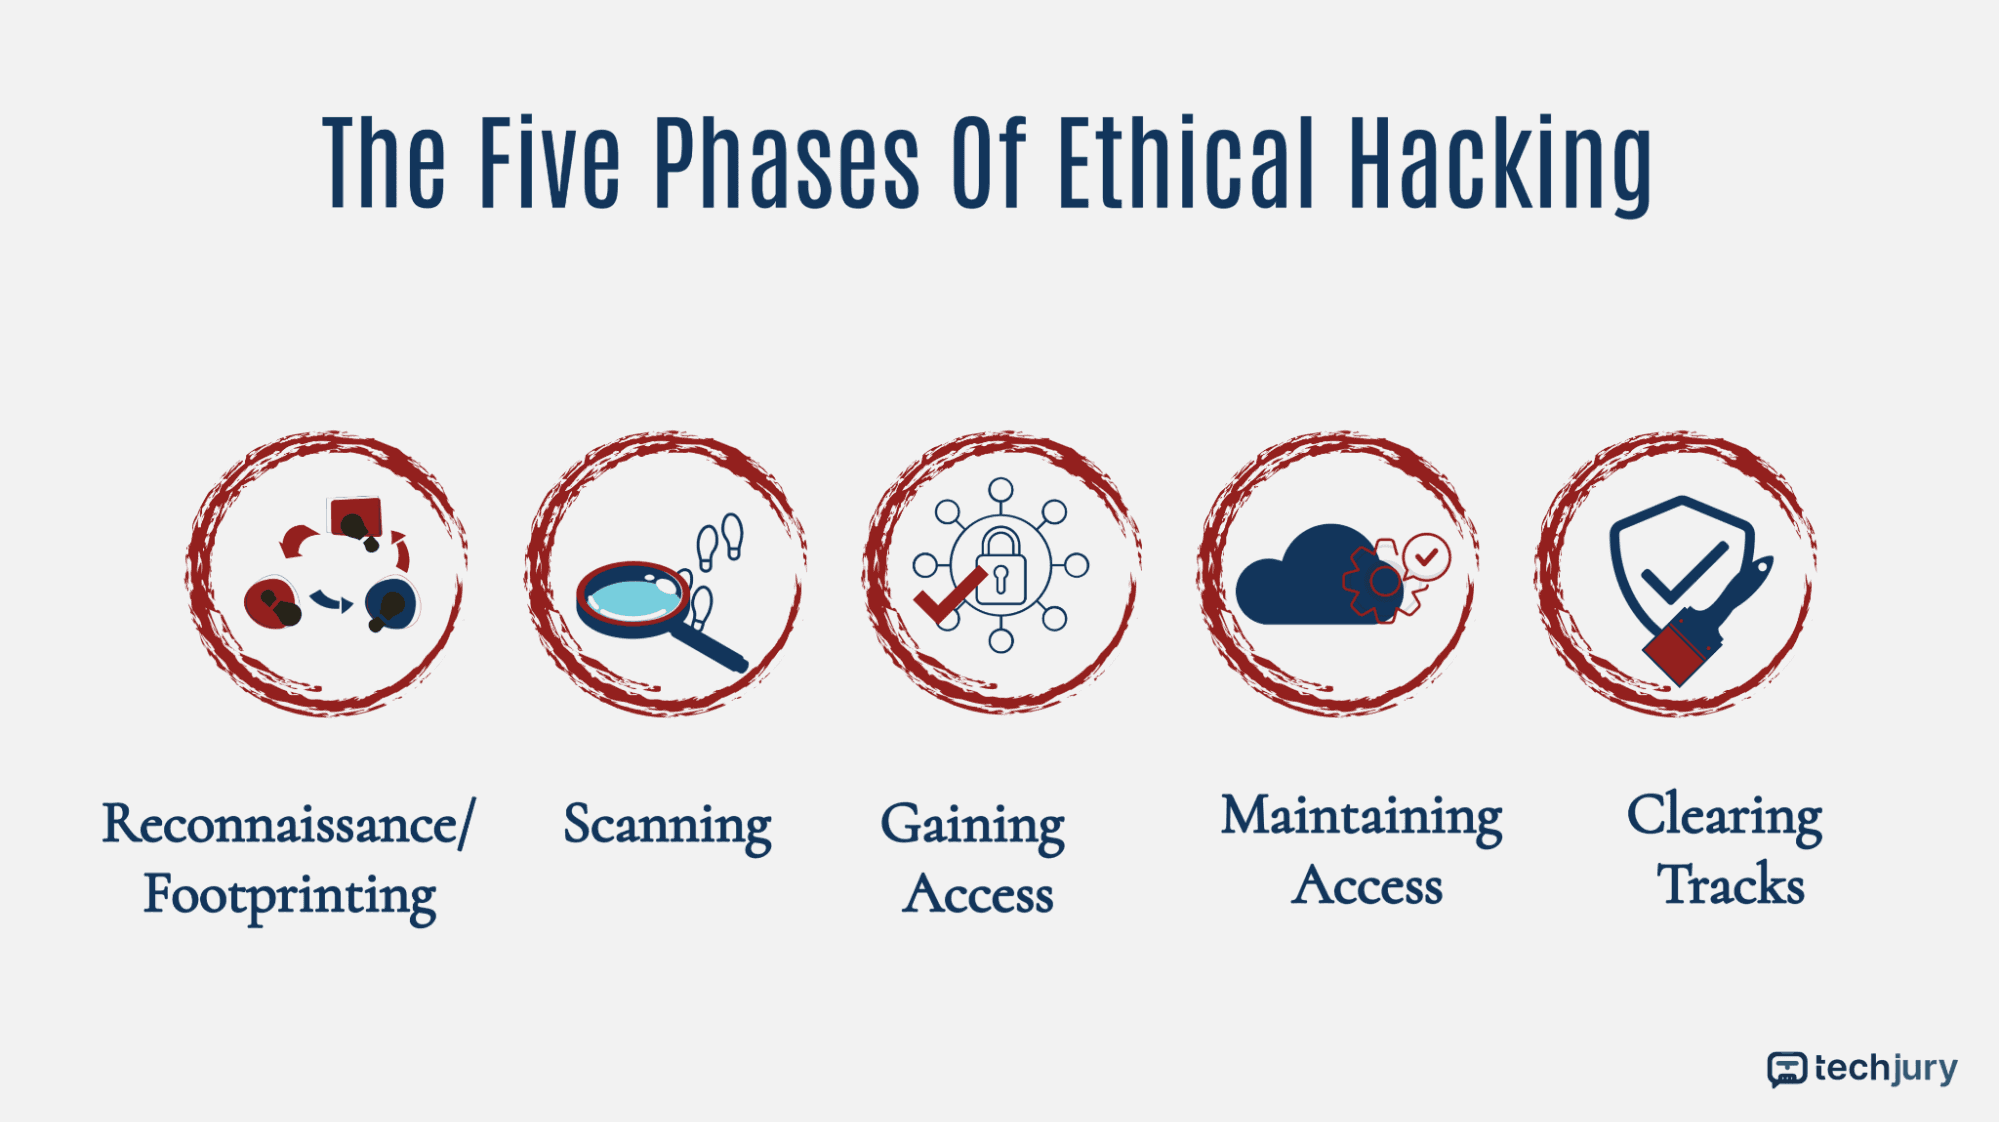 The Five Phases Of Ethical Hacking
Reconnaissance/
Footprinting
Scanning
Gaining
Access
Maintaining
Access
Clearing
Tracks
techjury